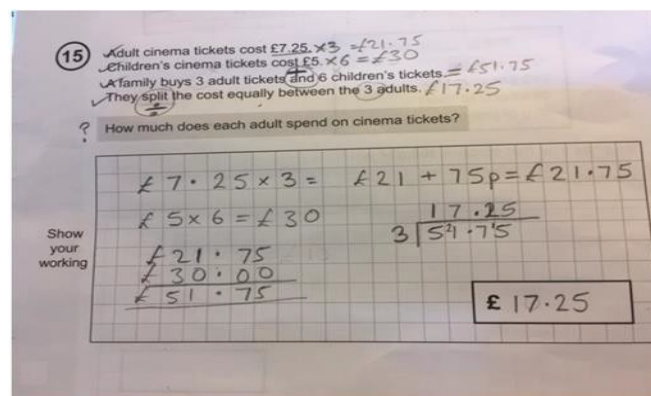 15 Adult cinema tickets cost £7.25. ×3 = £21.75
Children's cinema tickets cost £5. × 6 = £30
A family buys 3 adult tickets and 6 children's tickets. = £51.75
They split the cost equally between the 3 adults. £17.25
÷
? How much does each adult spend on cinema tickets?
£7.25 × 3 = £21 + 75p = £21.75
£5 × 6 = £30
17.25
3 51.75
Show
your
working
£21.75
£30.00
£51.75
£ 17.25